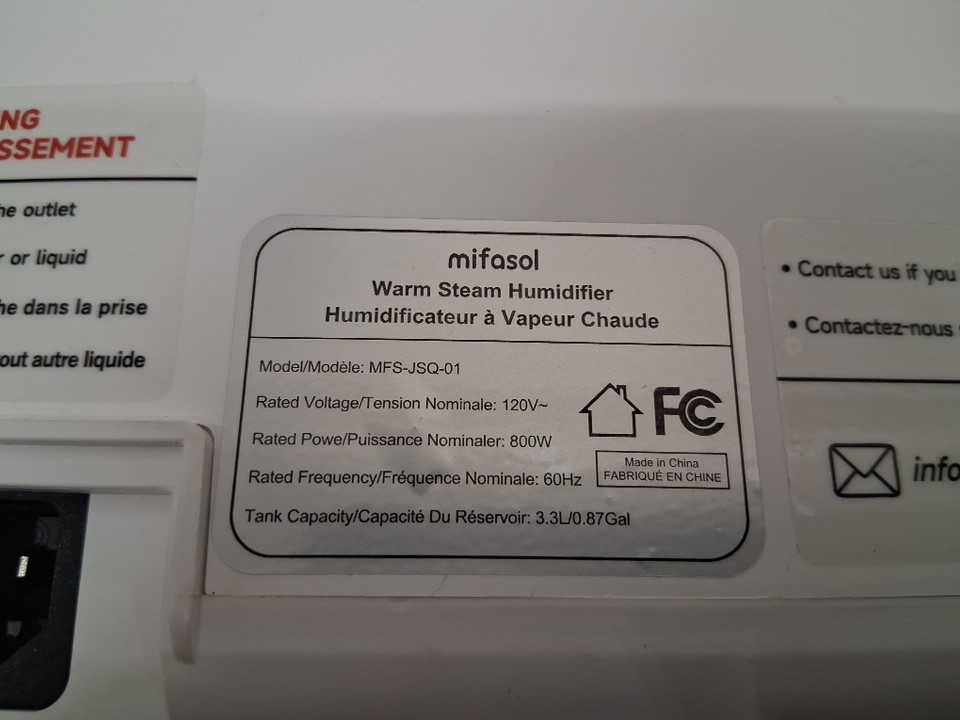 NG
SSEMENT
he outlet
r or liquid
he dans la prise
out autre liquide
mifasol
Warm Steam Humidifier
Humidificateur à Vapeur Chaude
Model/Modèle: MFS-JSQ-01
Rated Voltage/Tension Nominale: 120V~
Rated Powe/Puissance Nominaler: 800W
Rated Frequency/Fréquence Nominale: 60Hz
Tank Capacity/Capacité Du Réservoir: 3.3L/0.87Gal
FC
Made in China
FABRIQUÉ EN CHINE
• Contact us if you
• Contactez-nous
info